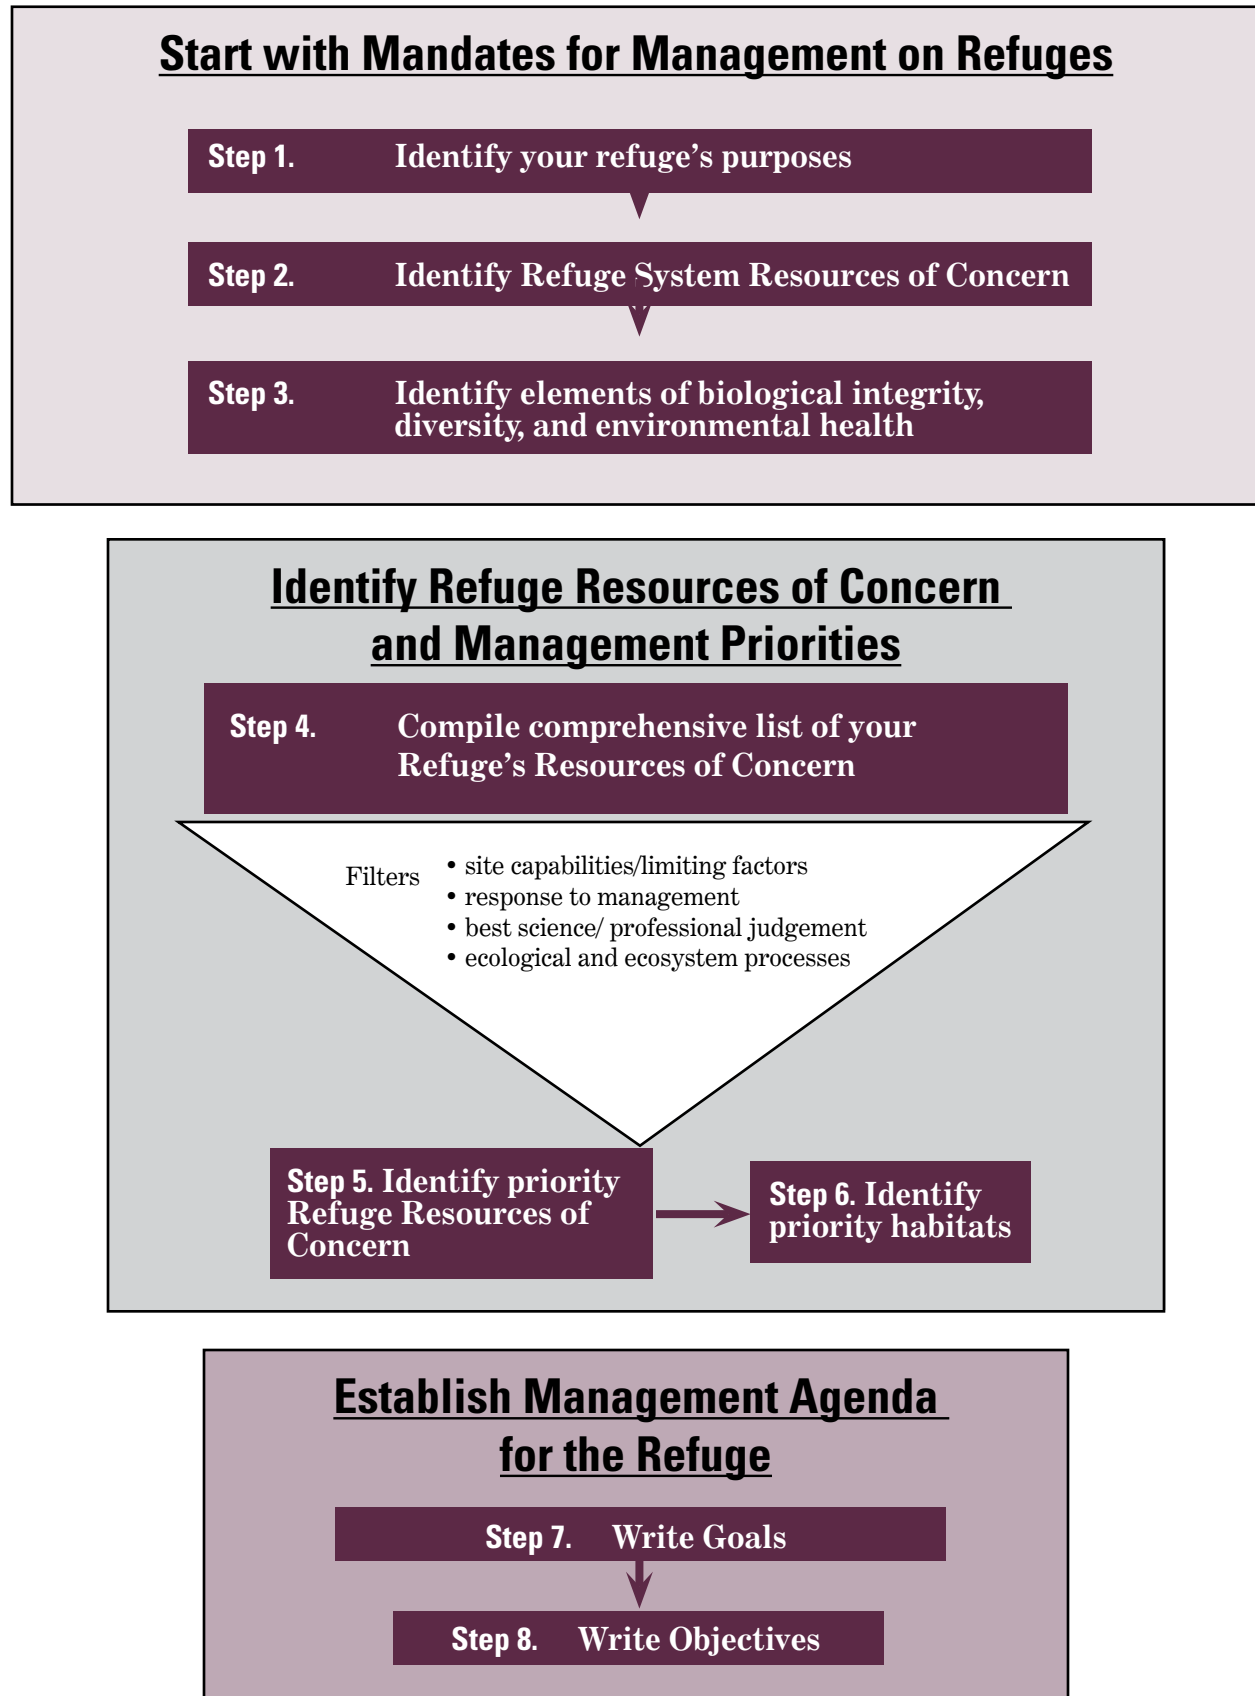 Start with Mandates for Management on Refuges
Step 1. Identify your refuge’s purposes
Step 2. Identify Refuge System Resources of Concern
Step 3. Identify elements of biological integrity,
diversity, and environmental health
Identify Refuge Resources of Concern
and Management Priorities
Step 4. Compile comprehensive list of your
Refuge’s Resources of Concern
Filters
• site capabilities/limiting factors
• response to management
• best science/ professional judgement
• ecological and ecosystem processes
Step 5. Identify priority
Refuge Resources of
Concern
Step 6. Identify
priority habitats
Establish Management Agenda
for the Refuge
Step 7. Write Goals
Step 8. Write Objectives